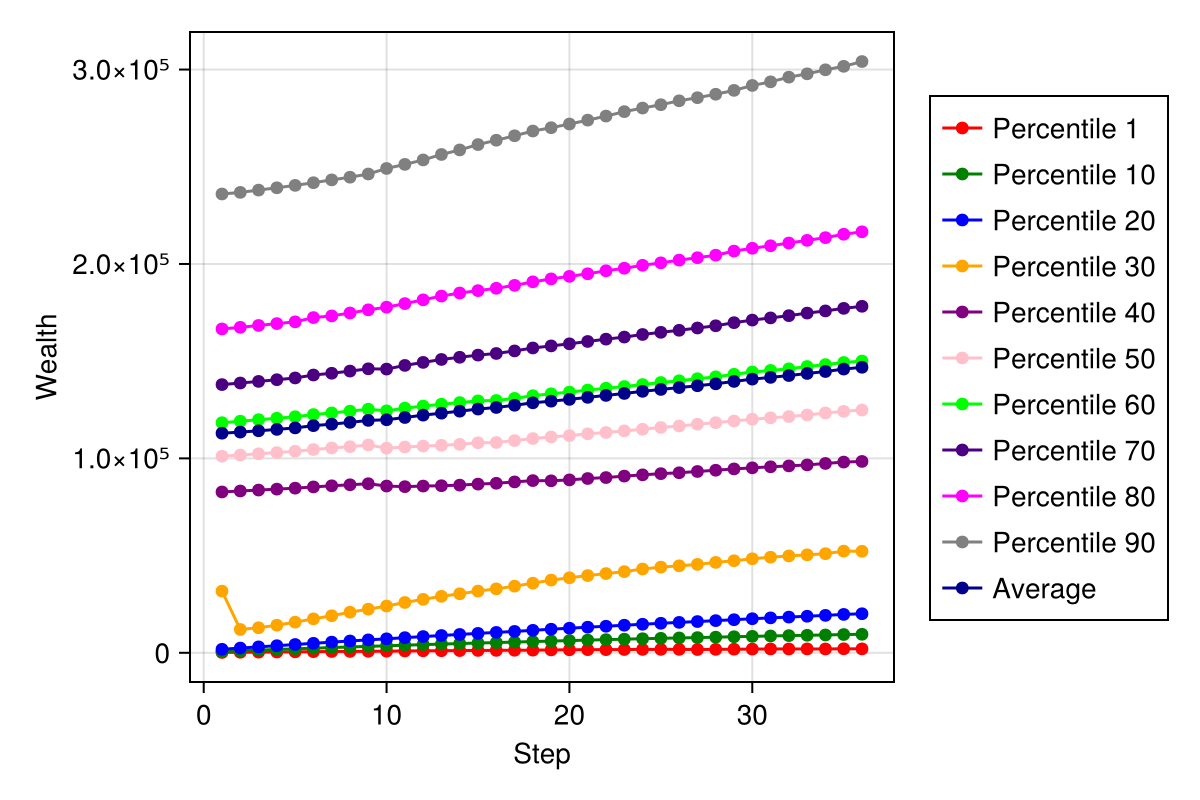 3.0×10⁵
2.0×10⁵
1.0×10⁵
0
Wealth
0 10 20 30
Step
Percentile 1
Percentile 10
Percentile 20
Percentile 30
Percentile 40
Percentile 50
Percentile 60
Percentile 70
Percentile 80
Percentile 90
Average